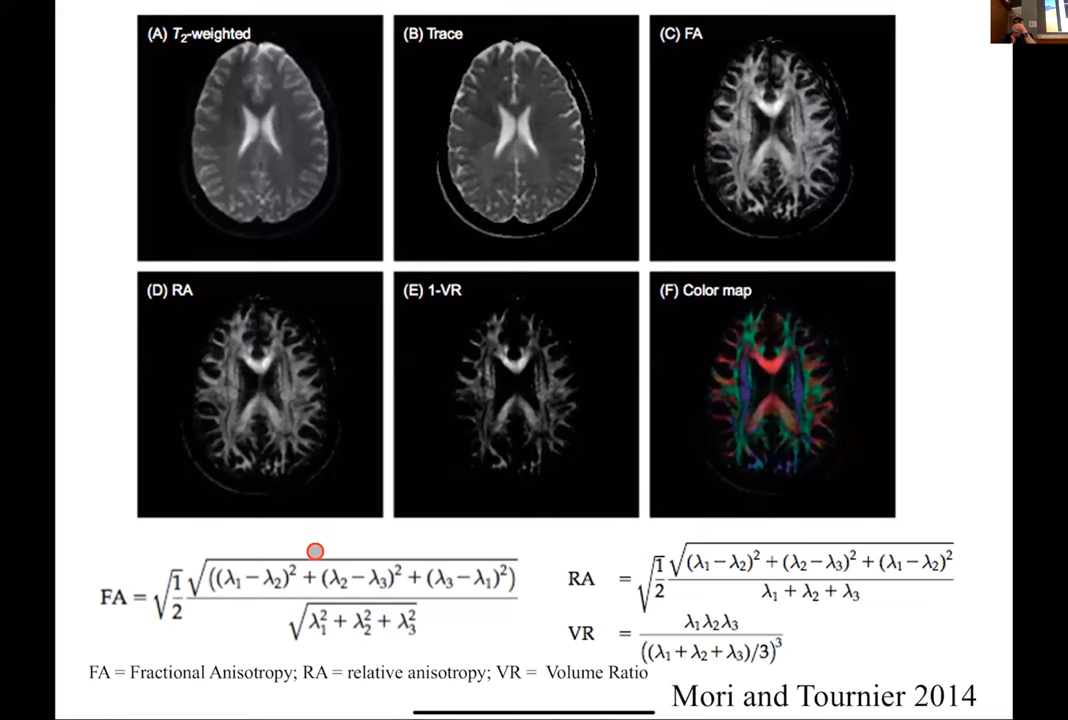 (A) T₂-weighted
(B) Trace
(C) FA
(D) RA
(E) 1-VR
(F) Color map
FA = √(1/2) √((λ₁ − λ₂)² + (λ₂ − λ₃)² + (λ₃ − λ₁)²) / √(λ₁² + λ₂² + λ₃²)
RA = √(1/2) √(λ₁ − λ₂)² + (λ₂ − λ₃)² + (λ₁ − λ₂)² / λ₁ + λ₂ + λ₃
VR = λ₁λ₂λ₃ / ((λ₁ + λ₂ + λ₃)/3)³
FA = Fractional Anisotropy; RA = relative anisotropy; VR = Volume Ratio
Mori and Tournier 2014